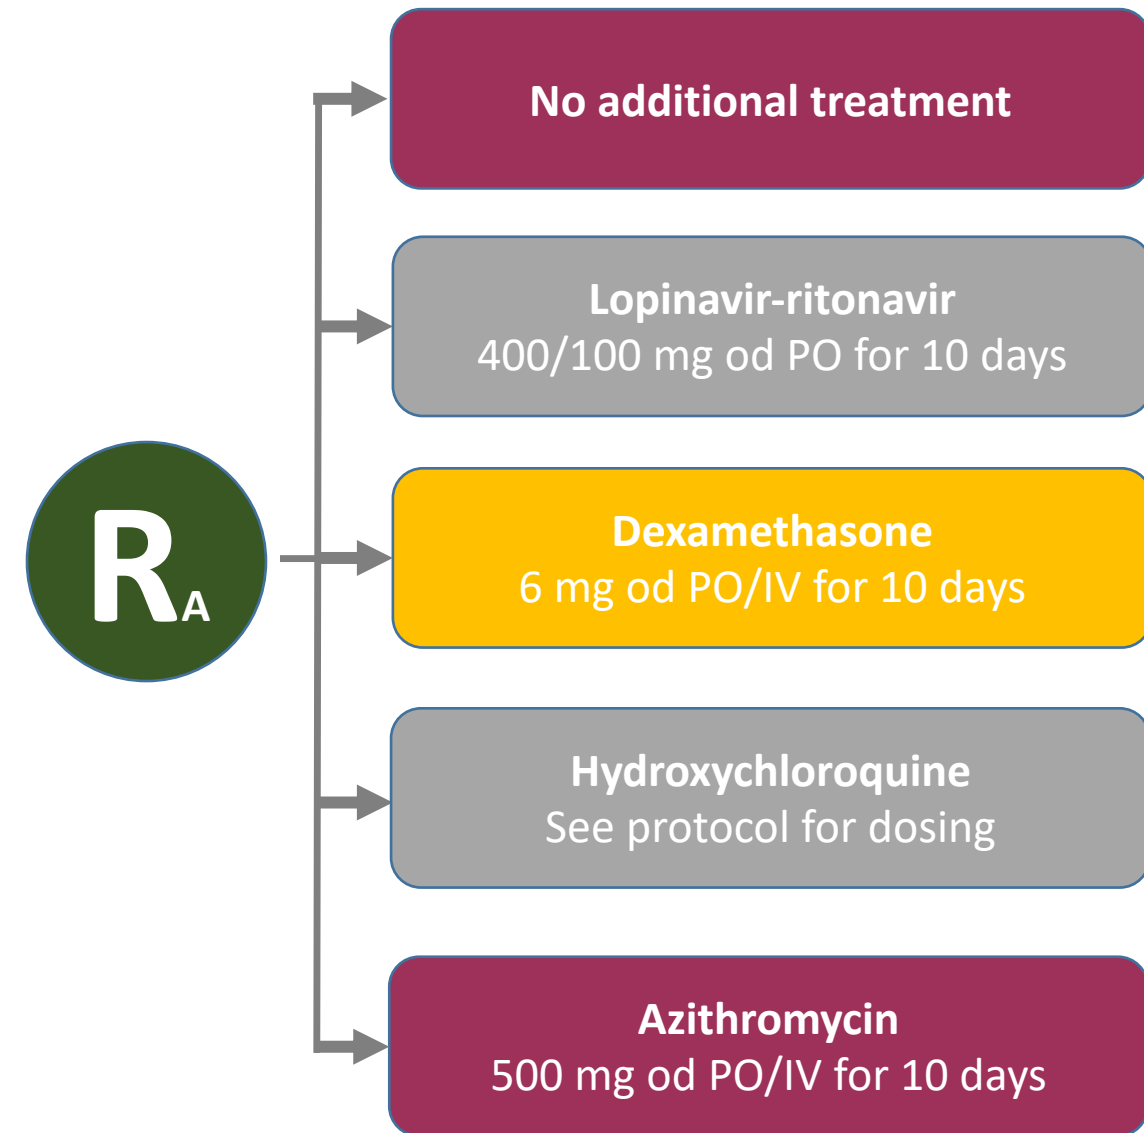 No additional treatment
Lopinavir-ritonavir
400/100 mg od PO for 10 days
RA
Dexamethasone
6 mg od PO/IV for 10 days
Hydroxychloroquine
See protocol for dosing
Azithromycin
500 mg od PO/IV for 10 days